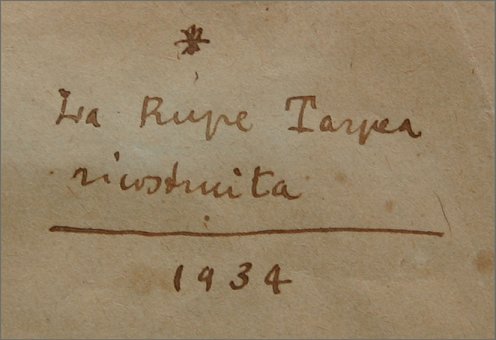 *
La Rupe Tarpea
ricostruita
1934